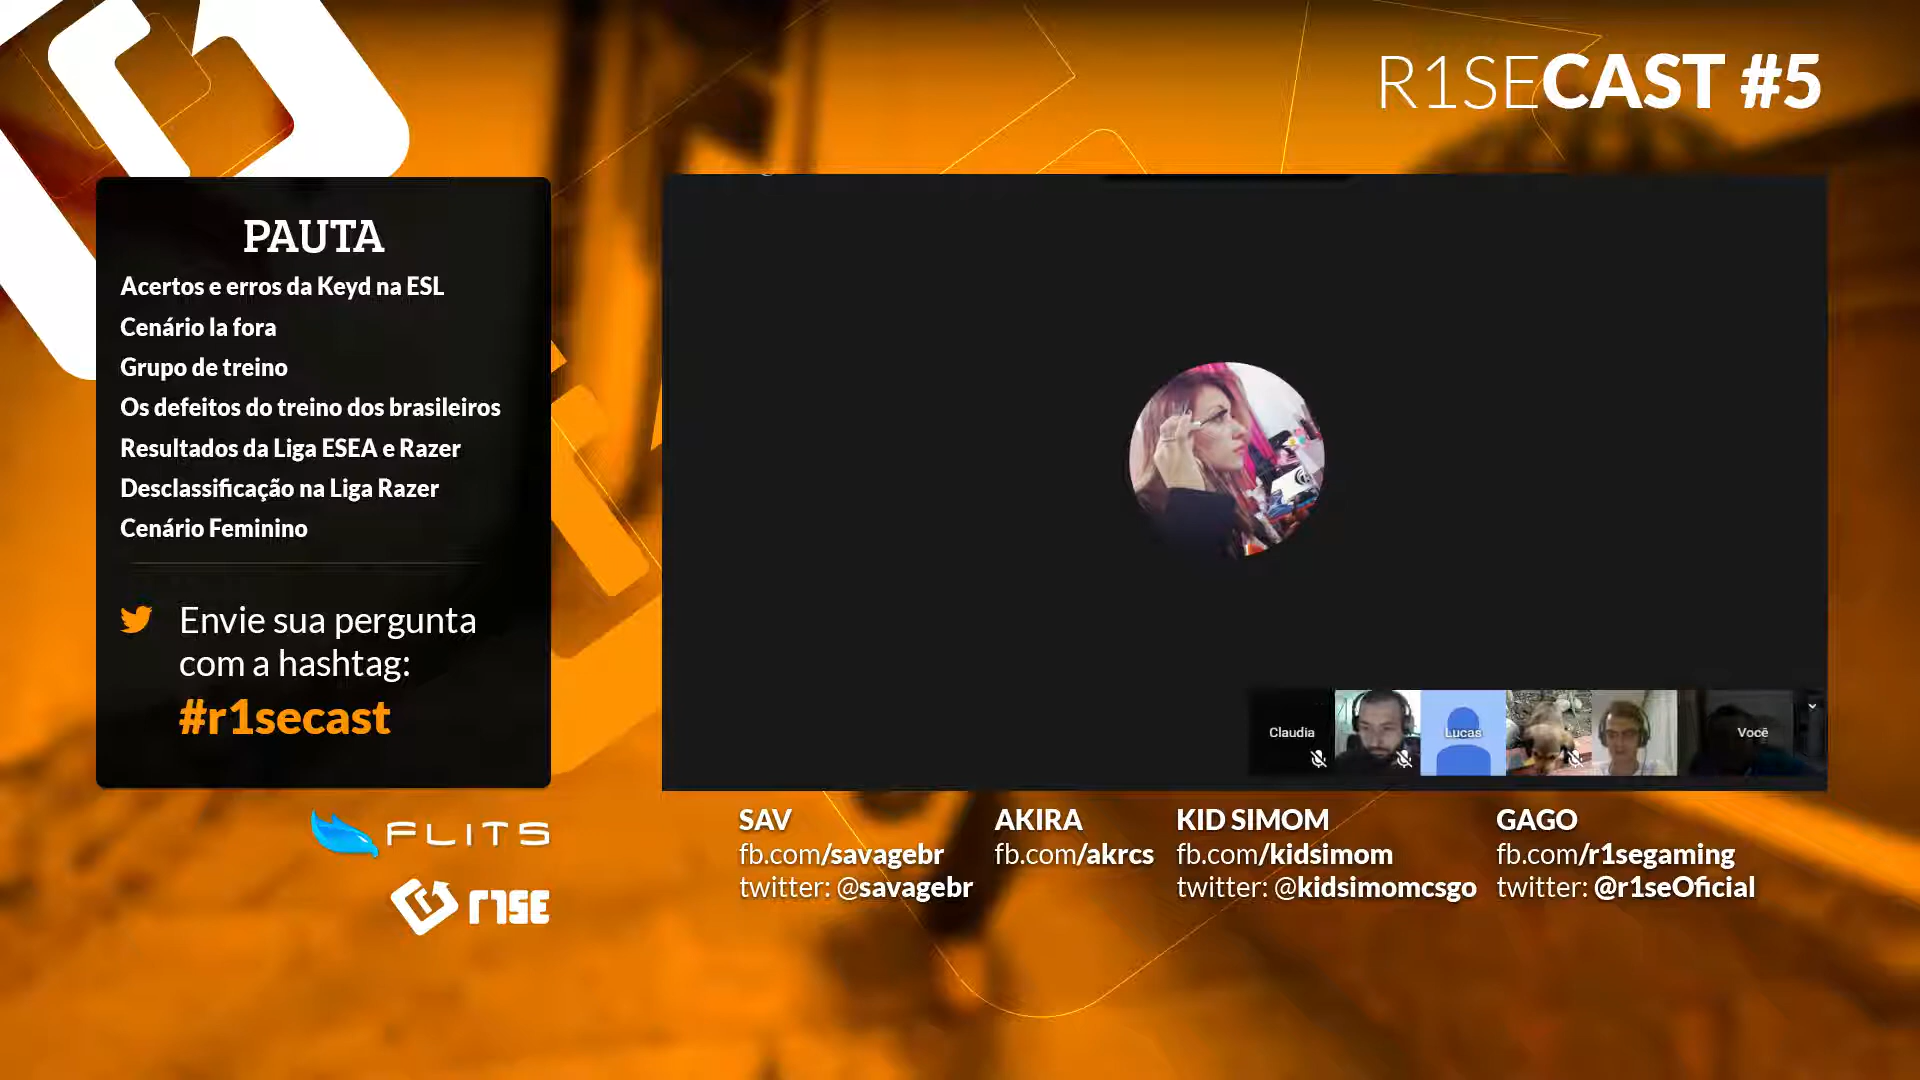 R1SECAST #5
PAUTA
Acertos e erros da Keyd na ESL
Cenário la fora
Grupo de treino
Os defeitos do treino dos brasileiros
Resultados da Liga ESEA e Razer
Desclassificação na Liga Razer
Cenário Feminino
Envie sua pergunta
com a hashtag:
#r1secast
Claudia
Lucas
Você
FLITS
r1se
SAV
fb.com/savagebr
twitter: @savagebr
AKIRA
fb.com/akrcs
KID SIMOM
fb.com/kidsimom
twitter: @kidsimomcsgo
GAGO
fb.com/r1segaming
twitter: @r1seOficial